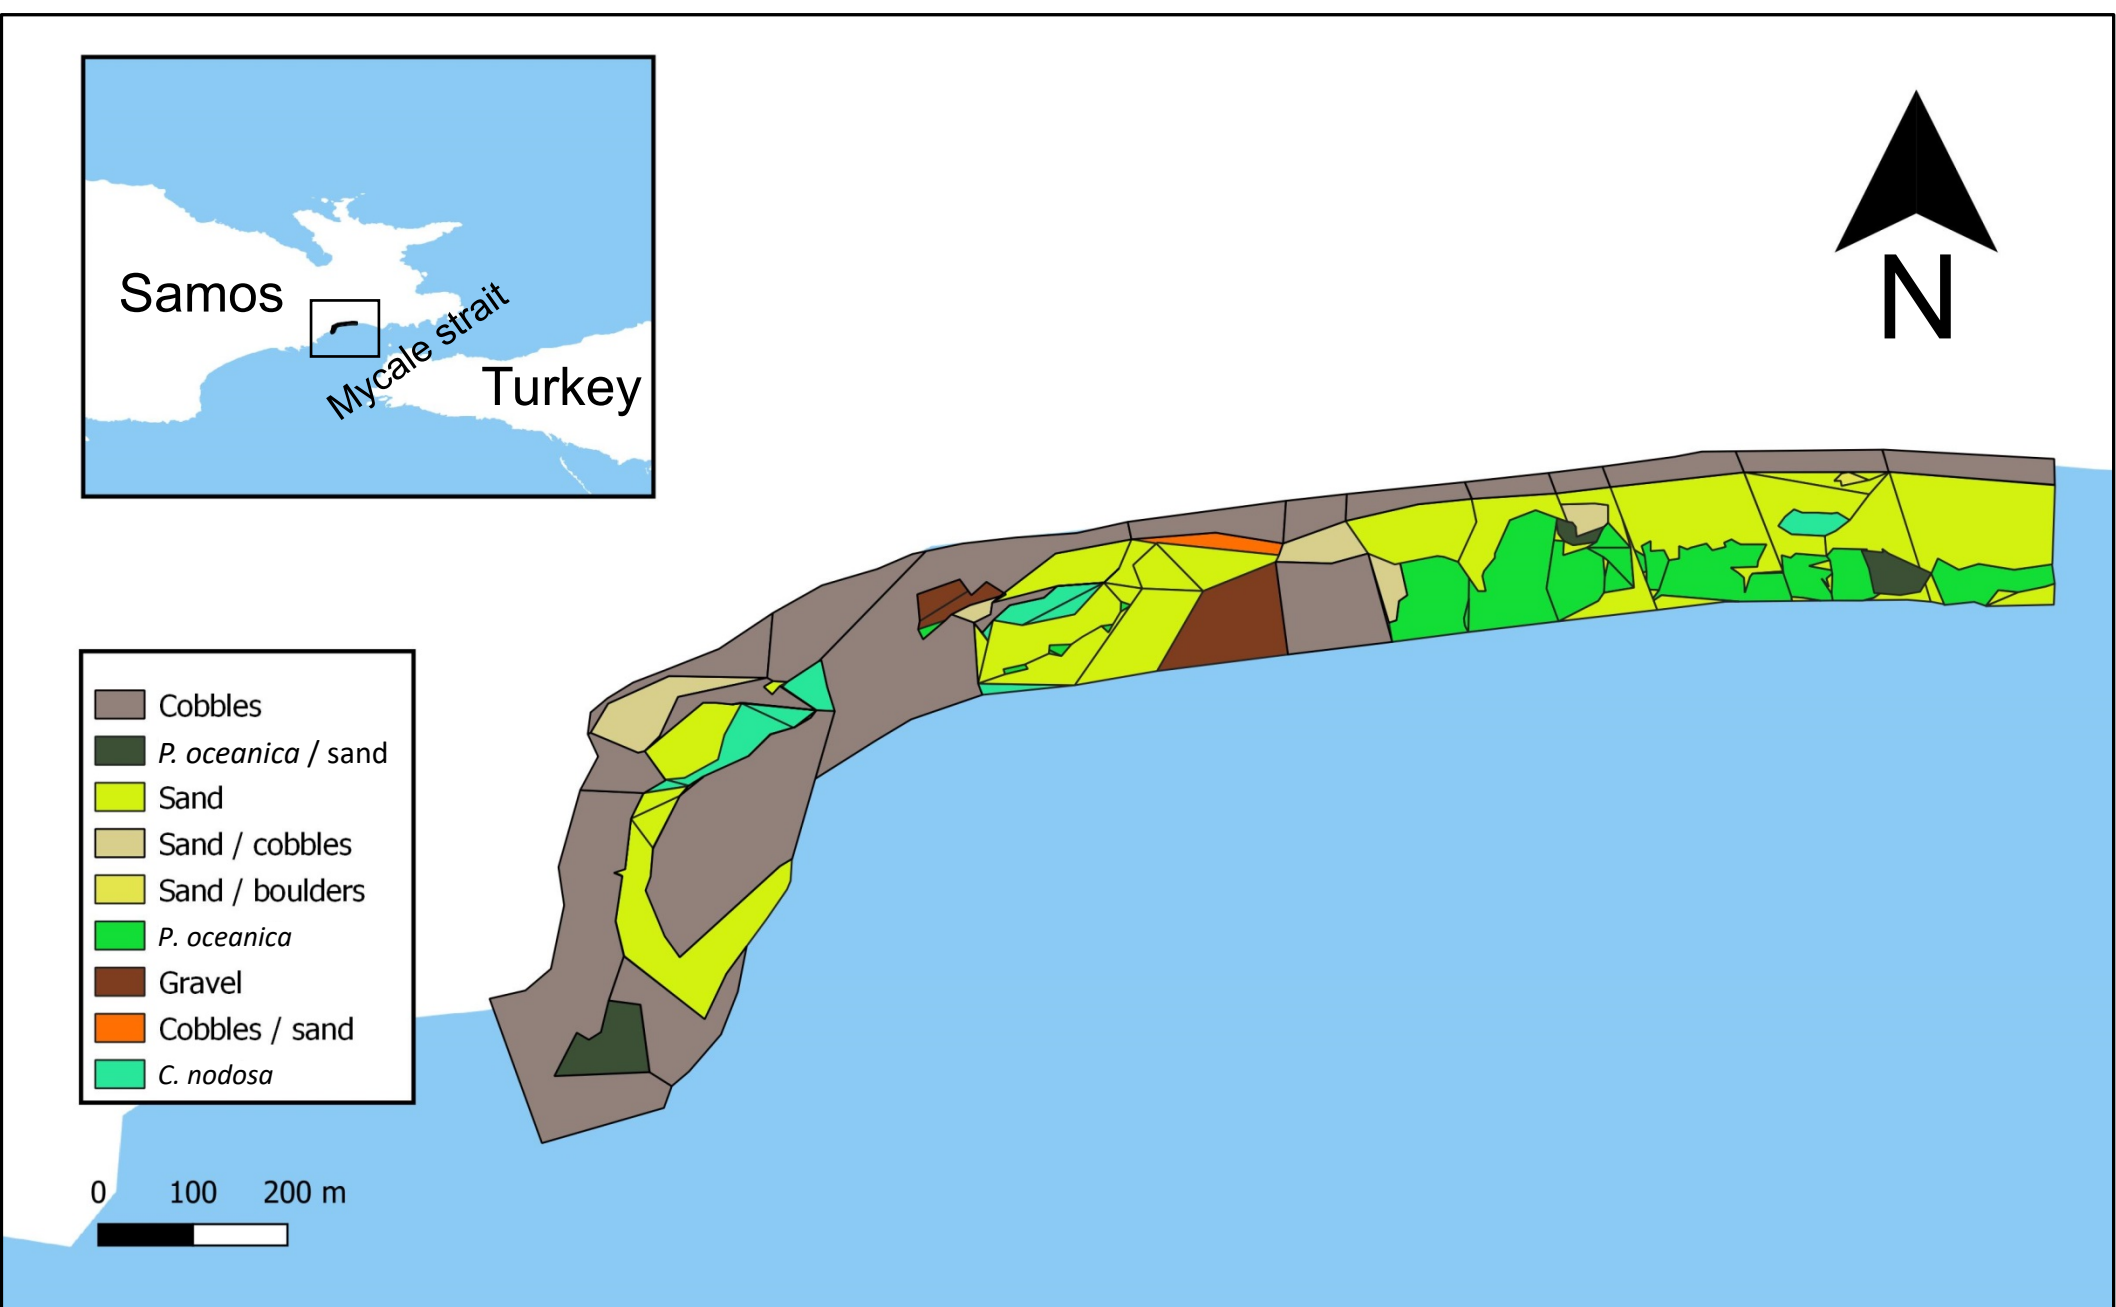 Samos
Mycale strait
Turkey
N
Cobbles
P. oceanica / sand
Sand
Sand / cobbles
Sand / boulders
P. oceanica
Gravel
Cobbles / sand
C. nodosa
0 100 200 m